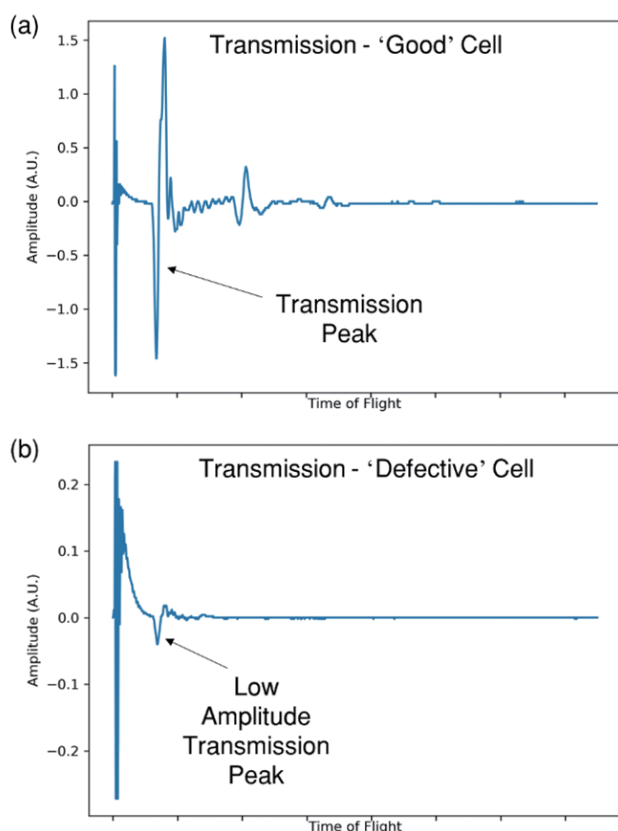 (a)
Transmission - ‘Good’ Cell
1.5
1.0
0.5
0.0
−0.5
−1.0
−1.5
Amplitude (A.U.)
Transmission
Peak
Time of Flight
(b)
Transmission - ‘Defective’ Cell
0.2
0.1
0.0
−0.1
−0.2
Amplitude (A.U.)
Low
Amplitude
Transmission
Peak
Time of Flight